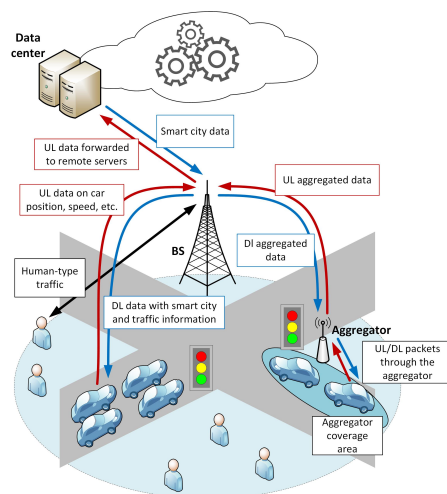 Data
center
Smart city data
UL data forwarded
to remote servers
UL aggregated data
UL data on car
position, speed, etc.
BS
DI aggregated
data
Human-type
traffic
DL data with smart city
and traffic information
Aggregator
UL/DL packets
through the
aggregator
Aggregator
coverage
area